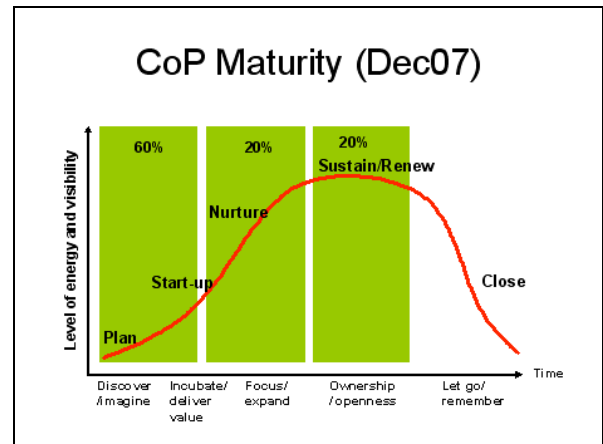 CoP Maturity (Dec07)
Level of energy and visibility
60%
20%
20%
Sustain/Renew
Nurture
Start-up
Close
Plan
Time
Discover
/imagine
Incubate/
deliver
value
Focus/
expand
Ownership
/openness
Let go/
remember